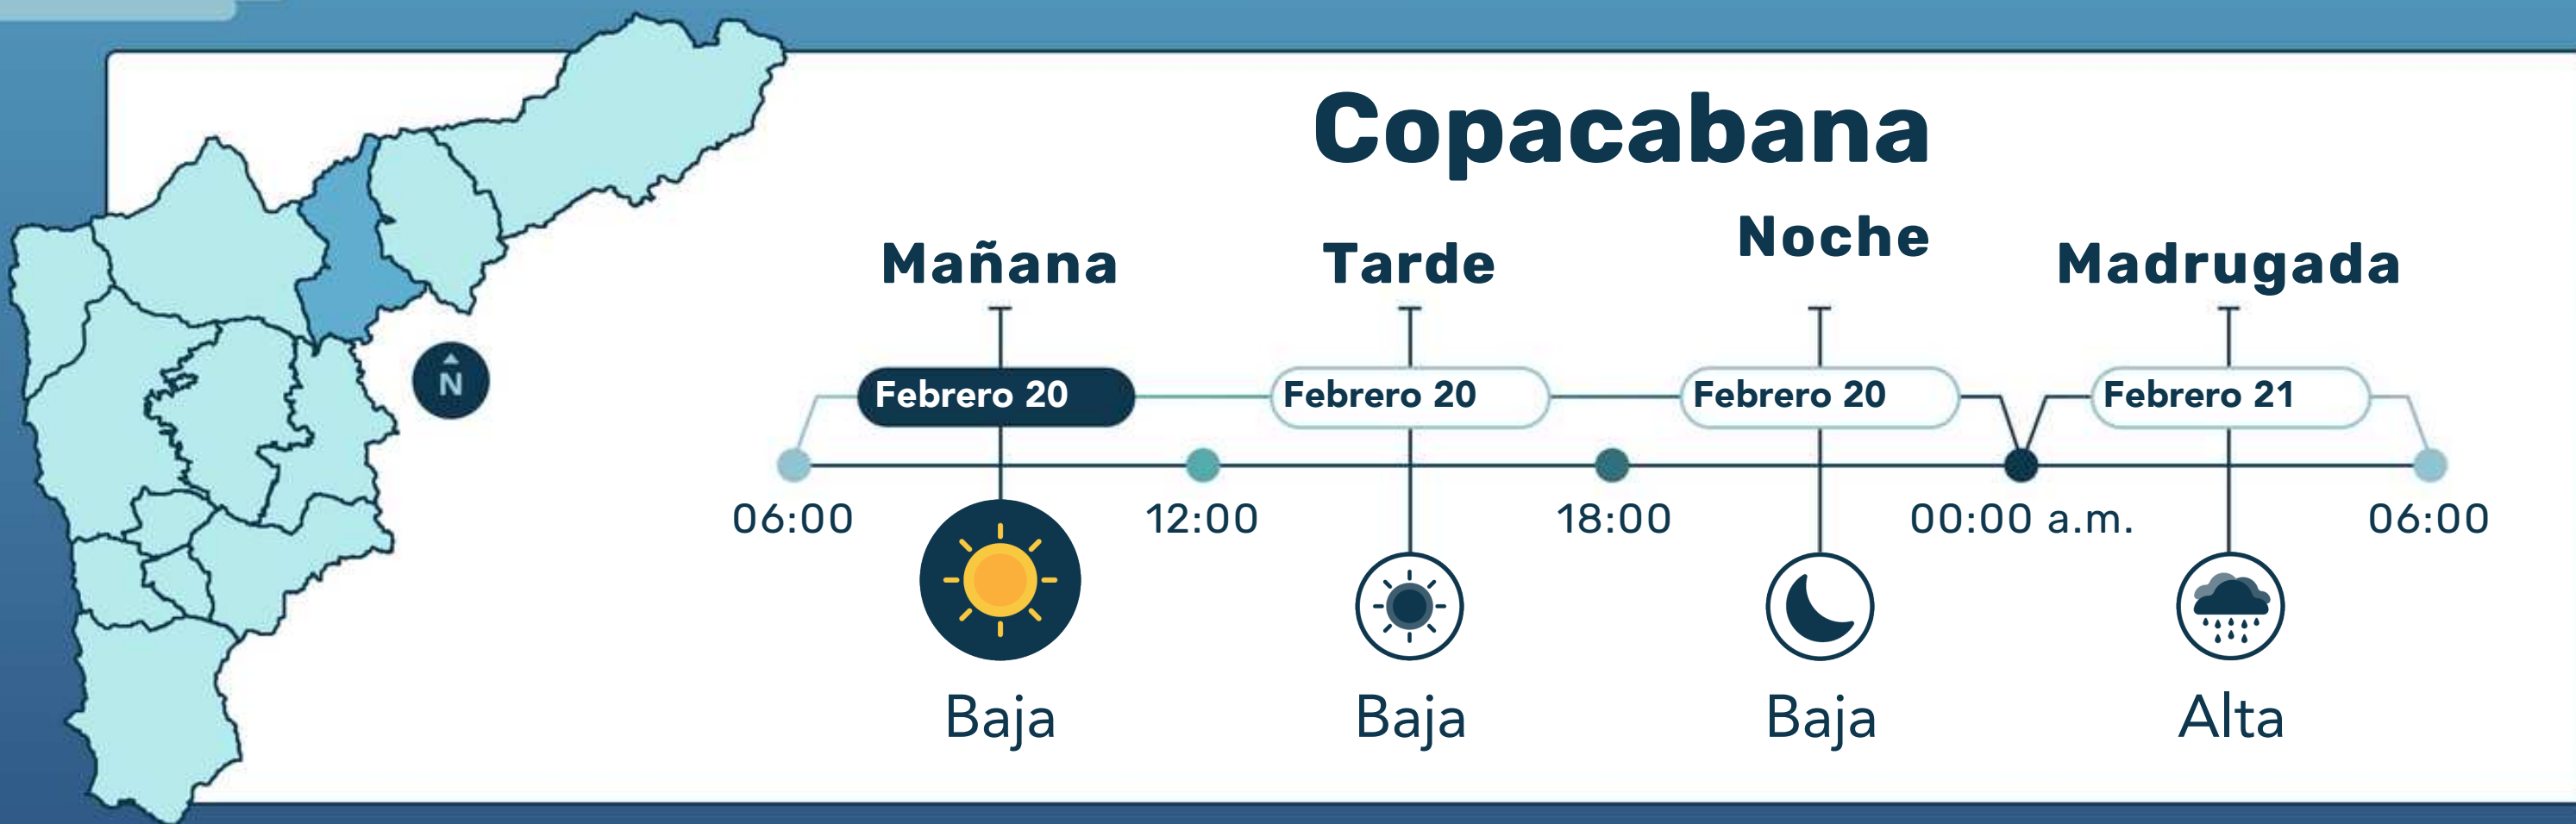 Copacabana
Mañana
Tarde
Noche
Madrugada
Febrero 20
Febrero 20
Febrero 20
Febrero 21
N
06:00
12:00
18:00
00:00 a.m.
06:00
Baja
Baja
Baja
Alta